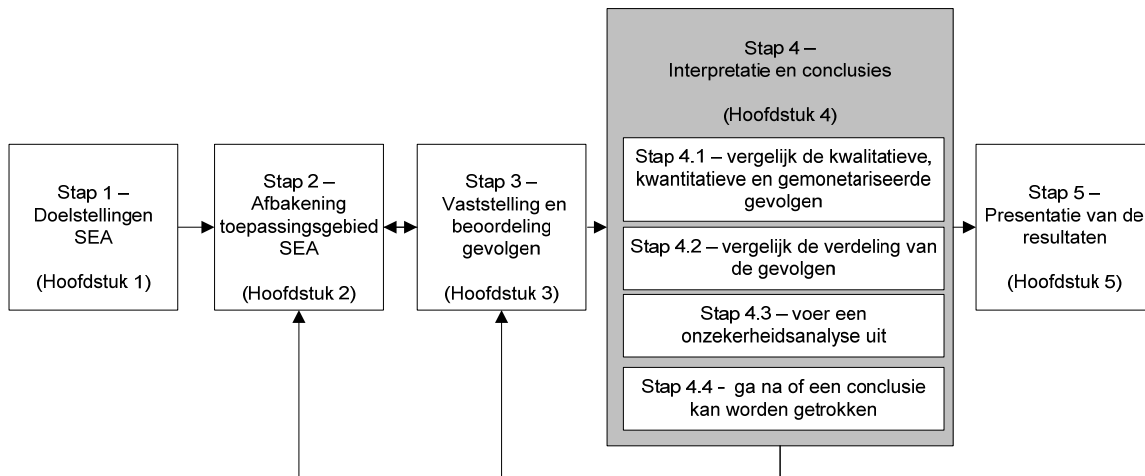 Stap 1 –
Doelstellingen
SEA
(Hoofdstuk 1)
Stap 2 –
Afbakening
toepassingsgebied
SEA
(Hoofdstuk 2)
Stap 3 –
Vaststelling en
beoordeling
gevolgen
(Hoofdstuk 3)
Stap 4 –
Interpretatie en conclusies
(Hoofdstuk 4)
Stap 4.1 – vergelijk de kwalitatieve,
kwantitatieve en gemonetariseerde
gevolgen
Stap 4.2 – vergelijk de verdeling van
de gevolgen
Stap 4.3 – voer een
onzekerheidsanalyse uit
Stap 4.4 - ga na of een conclusie
kan worden getrokken
Stap 5 –
Presentatie van de
resultaten
(Hoofdstuk 5)